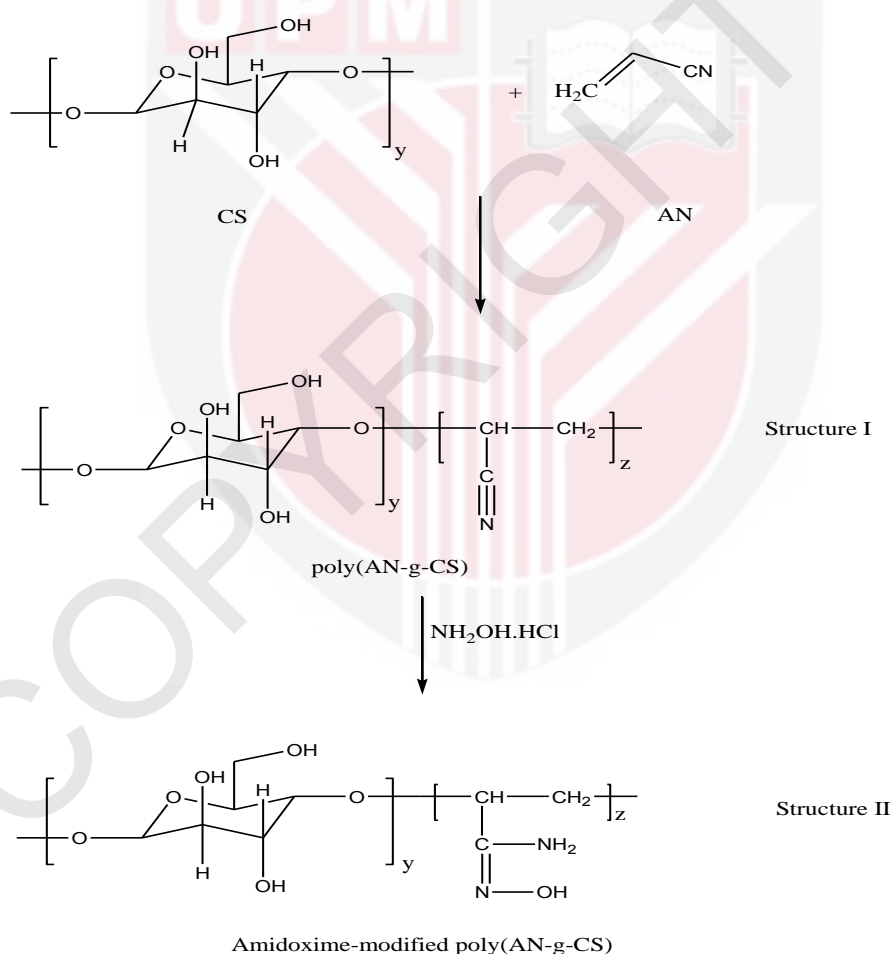 UPM
OH
OH
H
O
O
O
H
OH
y
+
H₂C
CN
CS
AN
OH
OH
H
O
O
O
H
OH
y
CH
CH₂
z
C
N
Structure I
poly(AN-g-CS)
NH₂OH.HCl
OH
OH
H
O
O
O
H
OH
y
CH
CH₂
z
C
NH₂
N
OH
Structure II
Amidoxime-modified poly(AN-g-CS)
COPYRIGHT